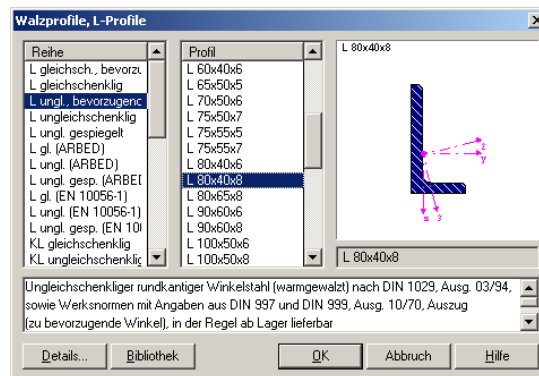 Walzprofile, L-Profile
Reihe
L gleichsch., bevorzu
L gleichschenklig
L ungl., bevorzugenc
L ungleichschenklig
L ungl. gespiegelt
L gl. (ARBED)
L ungl. (ARBED)
L ungl. gesp. (ARBEI
L gl. (EN 10056-1)
L ungl. (EN 10056-1)
L ungl. gesp. (EN 10
KL gleichschenklig
KL ungleichschenklig
Profil
L 60x40x6
L 65x50x5
L 70x50x6
L 75x50x7
L 75x55x5
L 75x55x7
L 80x40x6
L 80x40x8
L 80x65x8
L 90x60x6
L 90x60x8
L 100x50x6
L 100x50x8
L 80x40x8
2
y
z 3
L 80x40x8
Ungleichschenkliger rundkantiger Winkelstahl (warmgewalzt) nach DIN 1029, Ausg. 03/94,
sowie Werksnormen mit Angaben aus DIN 997 und DIN 999, Ausg. 10/70, Auszug
(zu bevorzugende Winkel), in der Regel ab Lager lieferbar
Details... Bibliothek OK Abbruch Hilfe